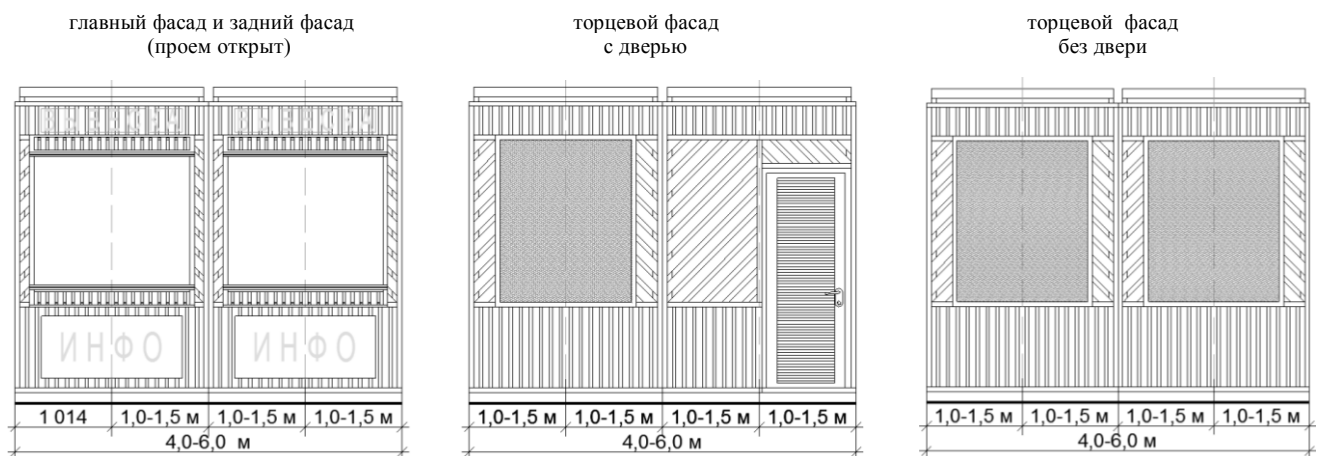 главный фасад и задний фасад
(проем открыт)
торцевой фасад
с дверью
торцевой фасад
без двери
ВЫВЕСКИ ВЫВЕСКИ
ИНФО ИНФО
1 014 1,0-1,5 м 1,0-1,5 м 1,0-1,5 м
4,0-6,0 м
1,0-1,5 м 1,0-1,5 м 1,0-1,5 м 1,0-1,5 м
4,0-6,0 м
1,0-1,5 м 1,0-1,5 м 1,0-1,5 м 1,0-1,5 м
4,0-6,0 м